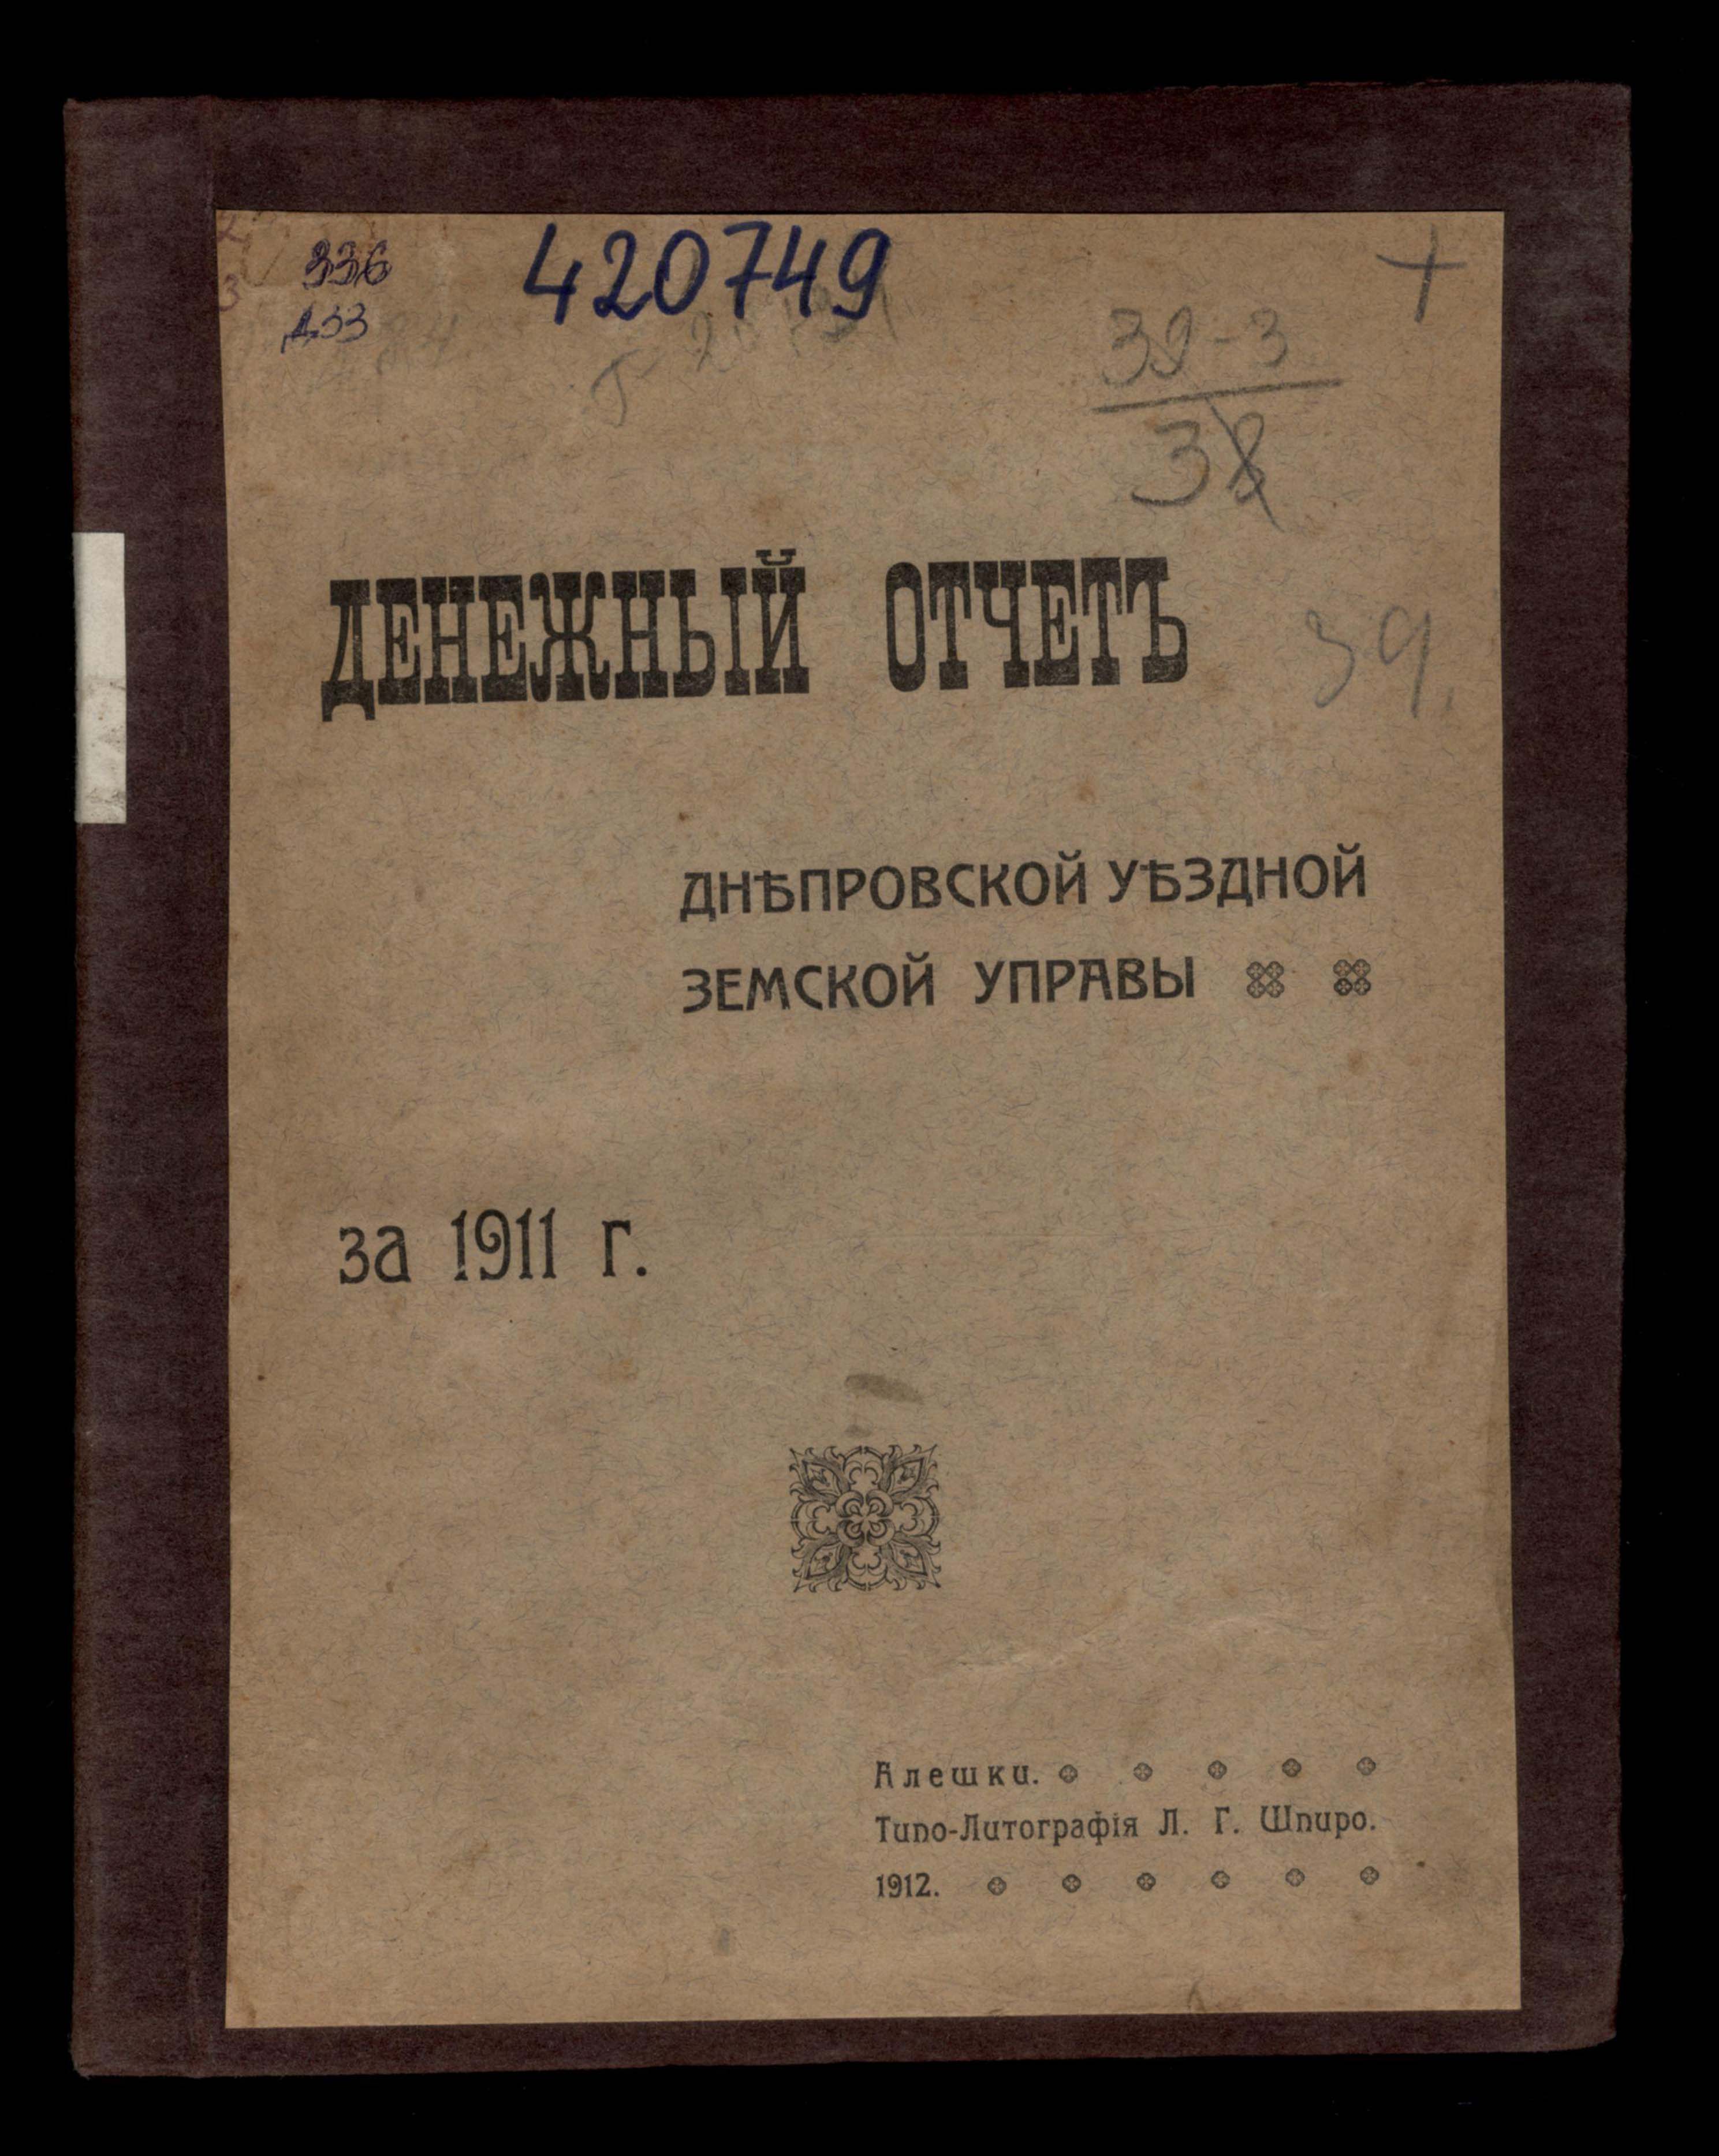 336
Д33
420749
39-3
38
ДЕНЕЖНЫЙ ОТЧЕТЪ
39.
ДНѢПРОВСКОЙ УѢЗДНОЙ
ЗЕМСКОЙ УПРАВЫ
за 1911 г.
Алешки.
Типо-Литографія Л. Г. Шпиро.
1912.